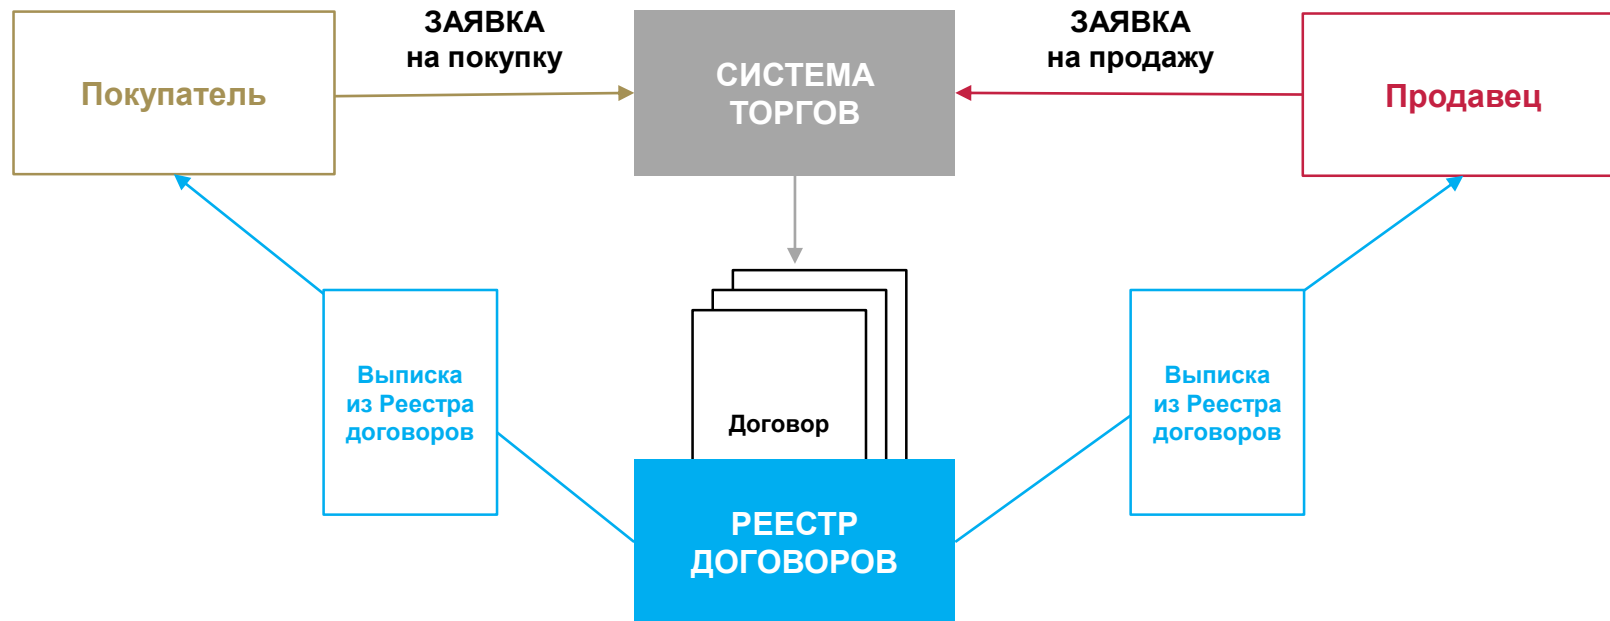 ЗАЯВКА
на покупку
ЗАЯВКА
на продажу
Покупатель
СИСТЕМА
ТОРГОВ
Продавец
Выписка
из Реестра
договоров
Договор
Выписка
из Реестра
договоров
РЕЕСТР
ДОГОВОРОВ